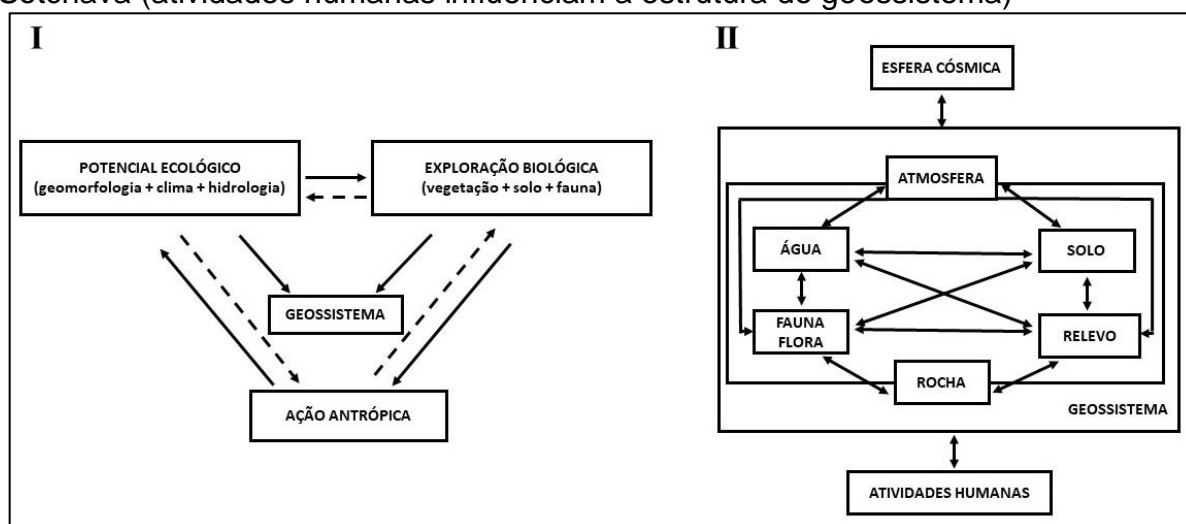 Sotchava (atividades humanas influenciam a estrutura do geossistema)
I
POTENCIAL ECOLÓGICO
(geomorfologia + clima + hidrologia)
EXPLORAÇÃO BIOLÓGICA
(vegetação + solo + fauna)
GEOSSISTEMA
AÇÃO ANTRÓPICA
II
ESFERA CÓSMICA
ATMOSFERA
ÁGUA
SOLO
FAUNA
FLORA
RELEVO
ROCHA
GEOSSISTEMA
ATIVIDADES HUMANAS